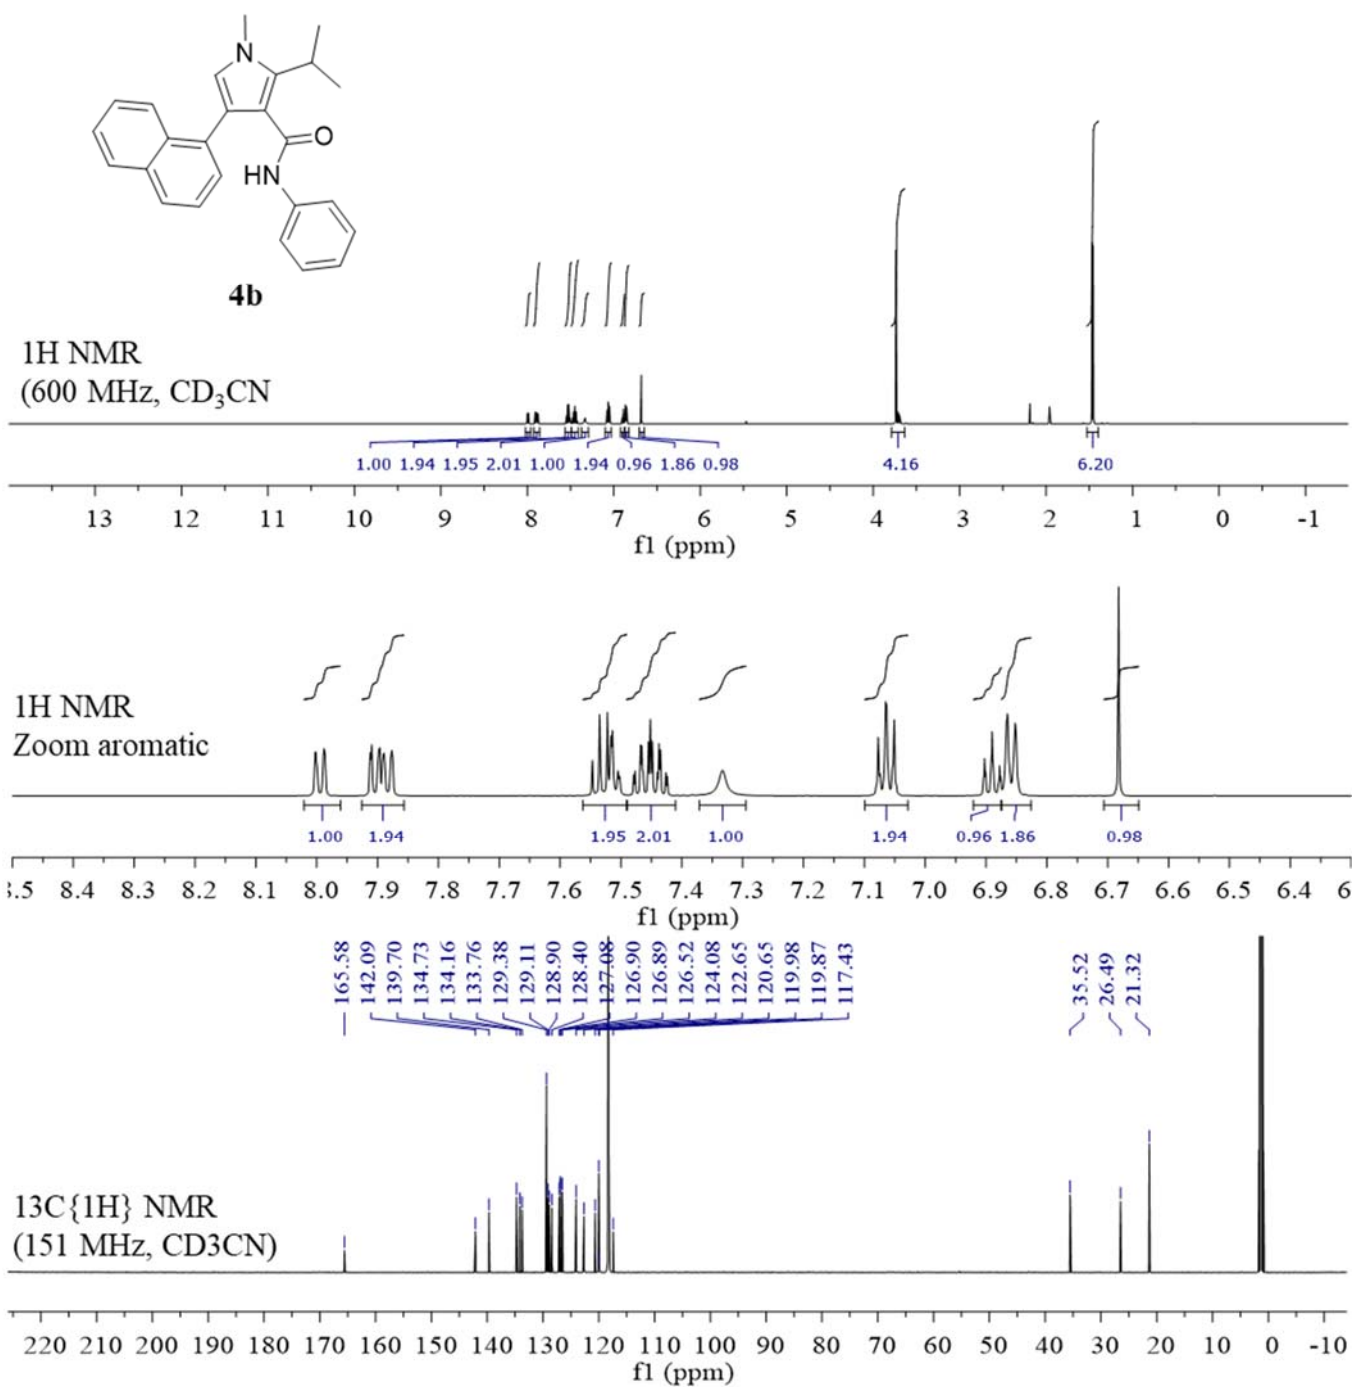 N
O
HN
4b
1H NMR
(600 MHz, CD₃CN
1.00 1.94 1.95 2.01 1.00 1.94 0.96 1.86 0.98 4.16 6.20
13 12 11 10 9 8 7 6 5 4 3 2 1 0 -1
f1 (ppm)
1H NMR
Zoom aromatic
1.00 1.94 1.95 2.01 1.00 1.94 0.96 1.86 0.98
.5 8.4 8.3 8.2 8.1 8.0 7.9 7.8 7.7 7.6 7.5 7.4 7.3 7.2 7.1 7.0 6.9 6.8 6.7 6.6 6.5 6.4 6
f1 (ppm)
165.58
142.09
139.70
134.73
134.16
133.76
129.38
129.11
128.90
128.40
127.08
126.90
126.89
126.52
124.08
122.65
120.65
119.98
119.87
117.43
35.52
26.49
21.32
13C{1H} NMR
(151 MHz, CD3CN)
220 210 200 190 180 170 160 150 140 130 120 110 100 90 80 70 60 50 40 30 20 10 0 -10
f1 (ppm)